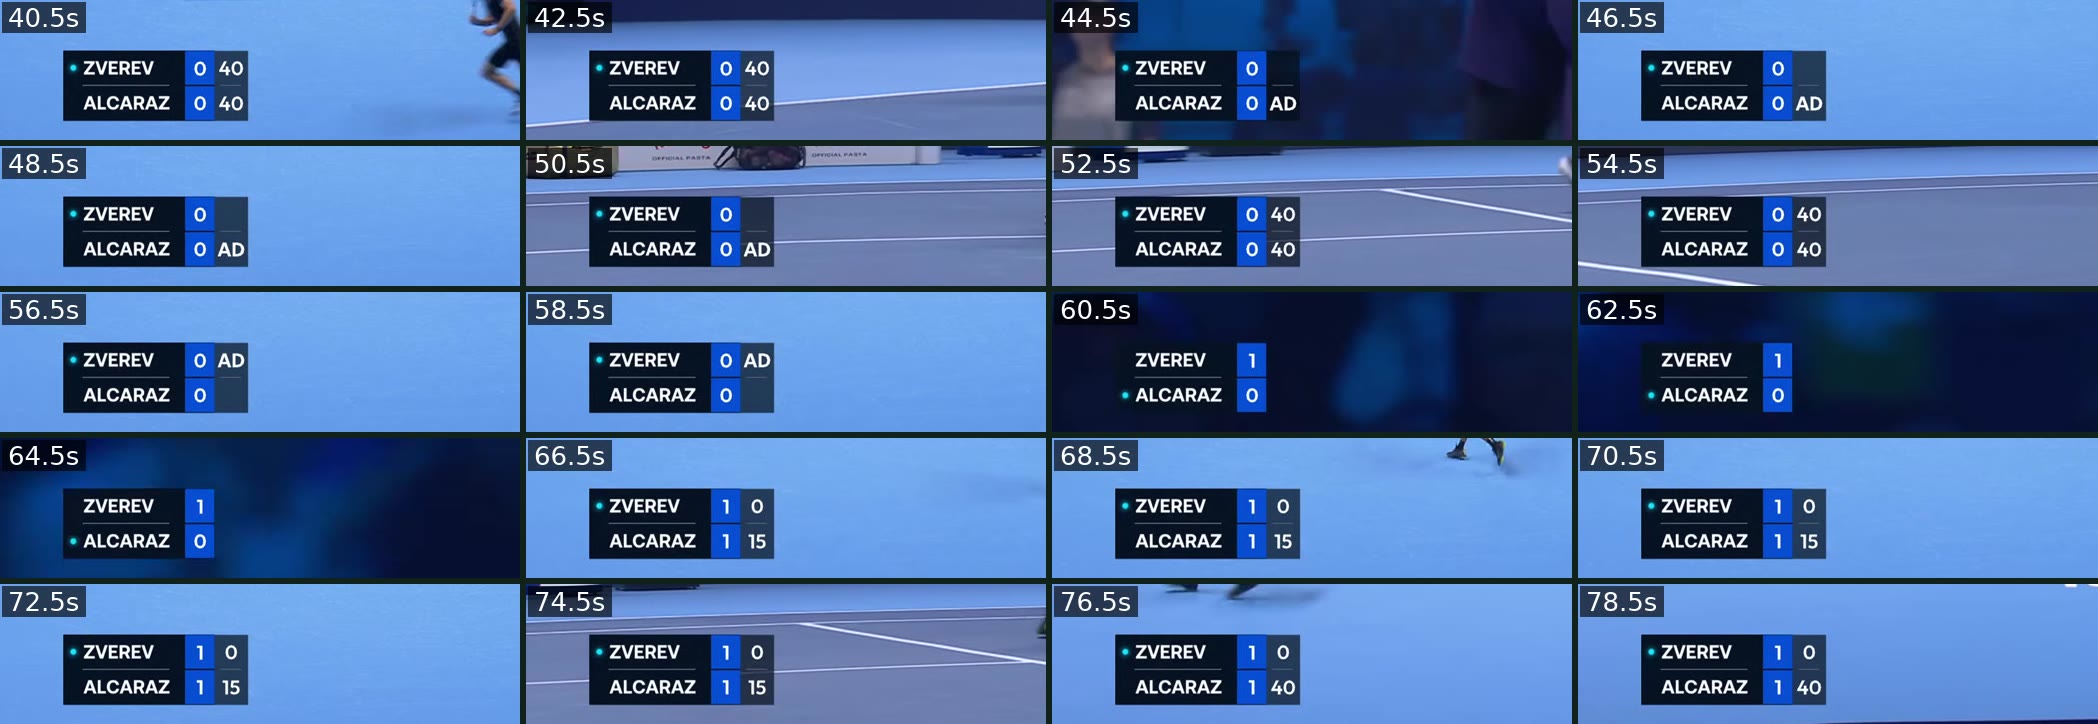 40.5s
ZVEREV 0 40
ALCARAZ 0 40
42.5s
ZVEREV 0 40
ALCARAZ 0 40
44.5s
ZVEREV 0
ALCARAZ 0 AD
46.5s
ZVEREV 0
ALCARAZ 0 AD
48.5s
ZVEREV 0
ALCARAZ 0 AD
50.5s
OFFICIAL PASTA
OFFICIAL PASTA
ZVEREV 0
ALCARAZ 0 AD
52.5s
ZVEREV 0 40
ALCARAZ 0 40
54.5s
ZVEREV 0 40
ALCARAZ 0 40
56.5s
ZVEREV 0 AD
ALCARAZ 0
58.5s
ZVEREV 0 AD
ALCARAZ 0
60.5s
ZVEREV 1
ALCARAZ 0
62.5s
ZVEREV 1
ALCARAZ 0
64.5s
ZVEREV 1
ALCARAZ 0
66.5s
ZVEREV 1 0
ALCARAZ 1 15
68.5s
ZVEREV 1 0
ALCARAZ 1 15
70.5s
ZVEREV 1 0
ALCARAZ 1 15
72.5s
ZVEREV 1 0
ALCARAZ 1 15
74.5s
ZVEREV 1 0
ALCARAZ 1 15
76.5s
ZVEREV 1 0
ALCARAZ 1 40
78.5s
ZVEREV 1 0
ALCARAZ 1 40